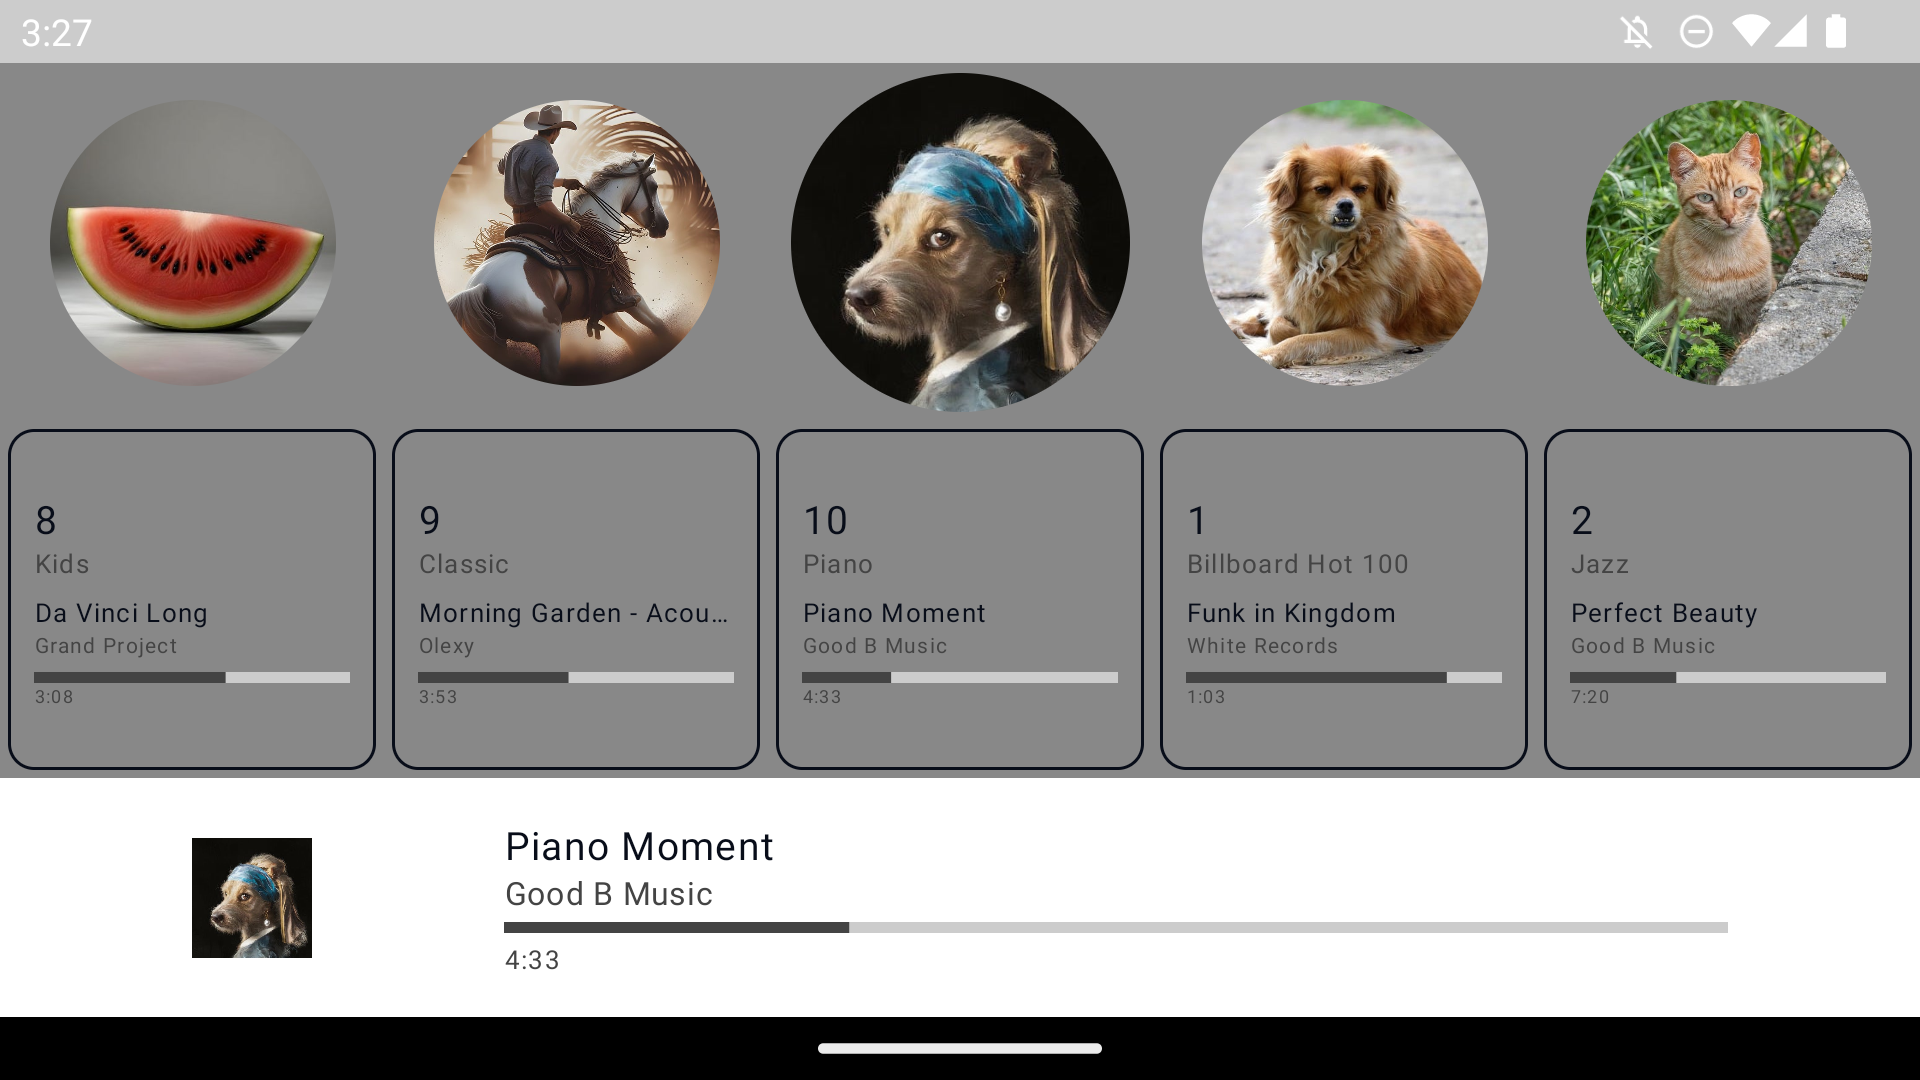 3:27
8
Kids
Da Vinci Long
Grand Project
3:08
9
Classic
Morning Garden - Acou...
Olexy
3:53
10
Piano
Piano Moment
Good B Music
4:33
1
Billboard Hot 100
Funk in Kingdom
White Records
1:03
2
Jazz
Perfect Beauty
Good B Music
7:20
Piano Moment
Good B Music
4:33